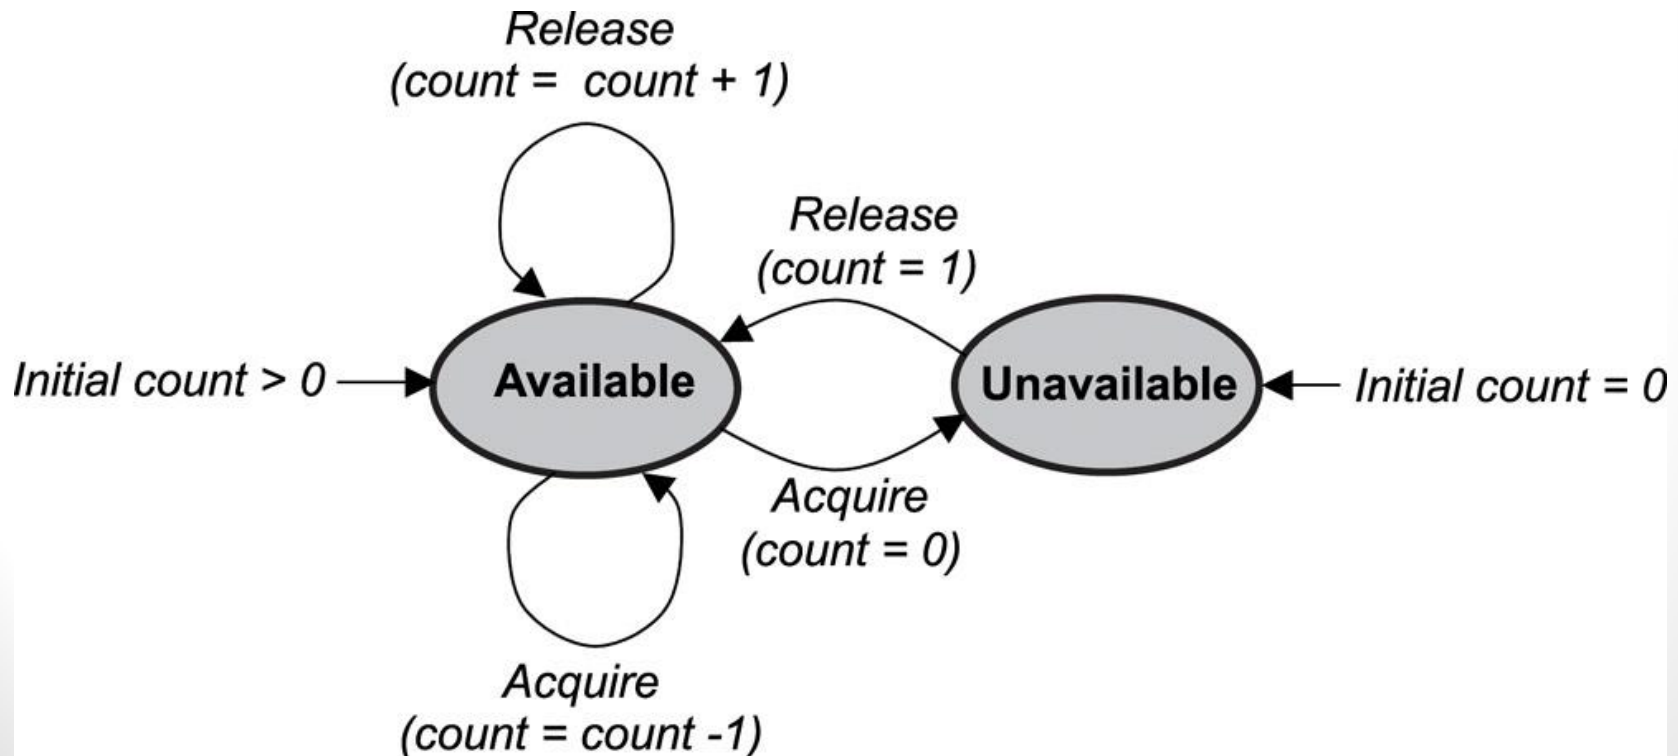 Release
(count = count + 1)
Release
(count = 1)
Initial count > 0
Available
Unavailable
Initial count = 0
Acquire
(count = 0)
Acquire
(count = count -1)